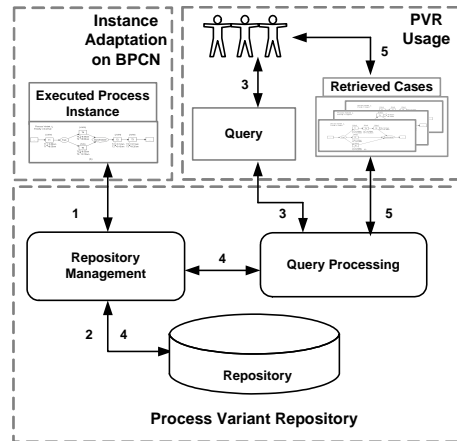 Instance
Adaptation
on BPCN
PVR
Usage
5
Executed Process
Instance
3
Retrieved Cases
Query
1
3
5
Repository
Management
4
Query Processing
2
4
Repository
Process Variant Repository